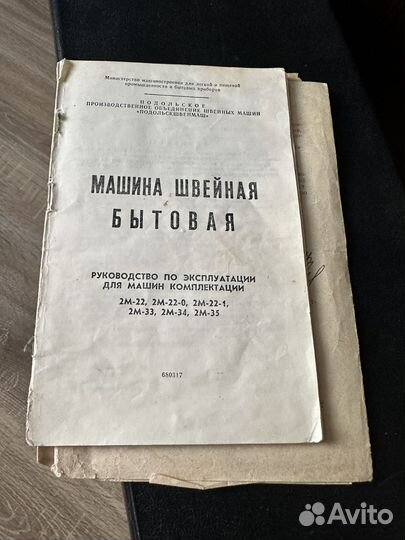 Министерство машиностроения для легкой и пищевой
промышленности и бытовых приборов
ПОДОЛЬСКОЕ
ПРОИЗВОДСТВЕННОЕ ОБЪЕДИНЕНИЕ ШВЕЙНЫХ МАШИН
«ПОДОЛЬСКШВЕЙМАШ»
МАШИНА ШВЕЙНАЯ
БЫТОВАЯ
РУКОВОДСТВО ПО ЭКСПЛУАТАЦИИ
ДЛЯ МАШИН КОМПЛЕКТАЦИИ
2М-22, 2М-22-0, 2М-22-1,
2М-33, 2М-34, 2М-35
680317
Avito